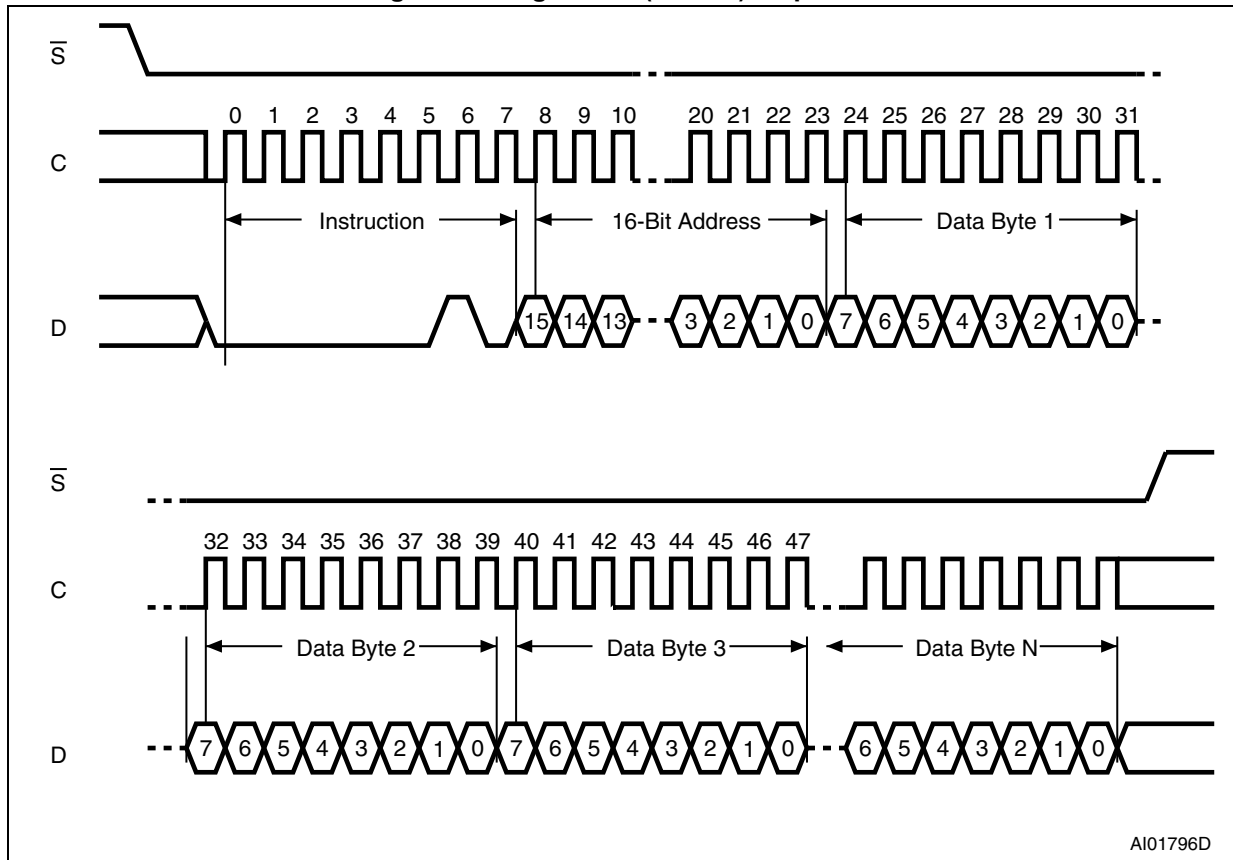 S
0 1 2 3 4 5 6 7 8 9 10 20 21 22 23 24 25 26 27 28 29 30 31
C
Instruction 16-Bit Address Data Byte 1
D 15 14 13 3 2 1 0 7 6 5 4 3 2 1 0
S
32 33 34 35 36 37 38 39 40 41 42 43 44 45 46 47
C
Data Byte 2 Data Byte 3 Data Byte N
D 7 6 5 4 3 2 1 0 7 6 5 4 3 2 1 0 6 5 4 3 2 1 0
AI01796D